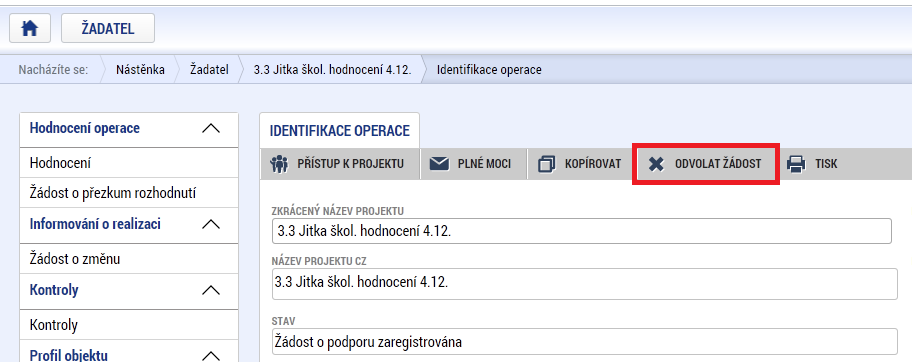 ŽADATEL
Nacházíte se: Nástěnka Žadatel 3.3 Jitka škol. hodnocení 4.12. Identifikace operace
Hodnocení operace
Hodnocení
Žádost o přezkum rozhodnutí
Informování o realizaci
Žádost o změnu
Kontroly
Kontroly
Profil objektu
IDENTIFIKACE OPERACE
PŘÍSTUP K PROJEKTU PLNÉ MOCI KOPÍROVAT ODVOLAT ŽÁDOST TISK
ZKRÁCENÝ NÁZEV PROJEKTU
3.3 Jitka škol. hodnocení 4.12.
NÁZEV PROJEKTU CZ
3.3 Jitka škol. hodnocení 4.12.
STAV
Žádost o podporu zaregistrována